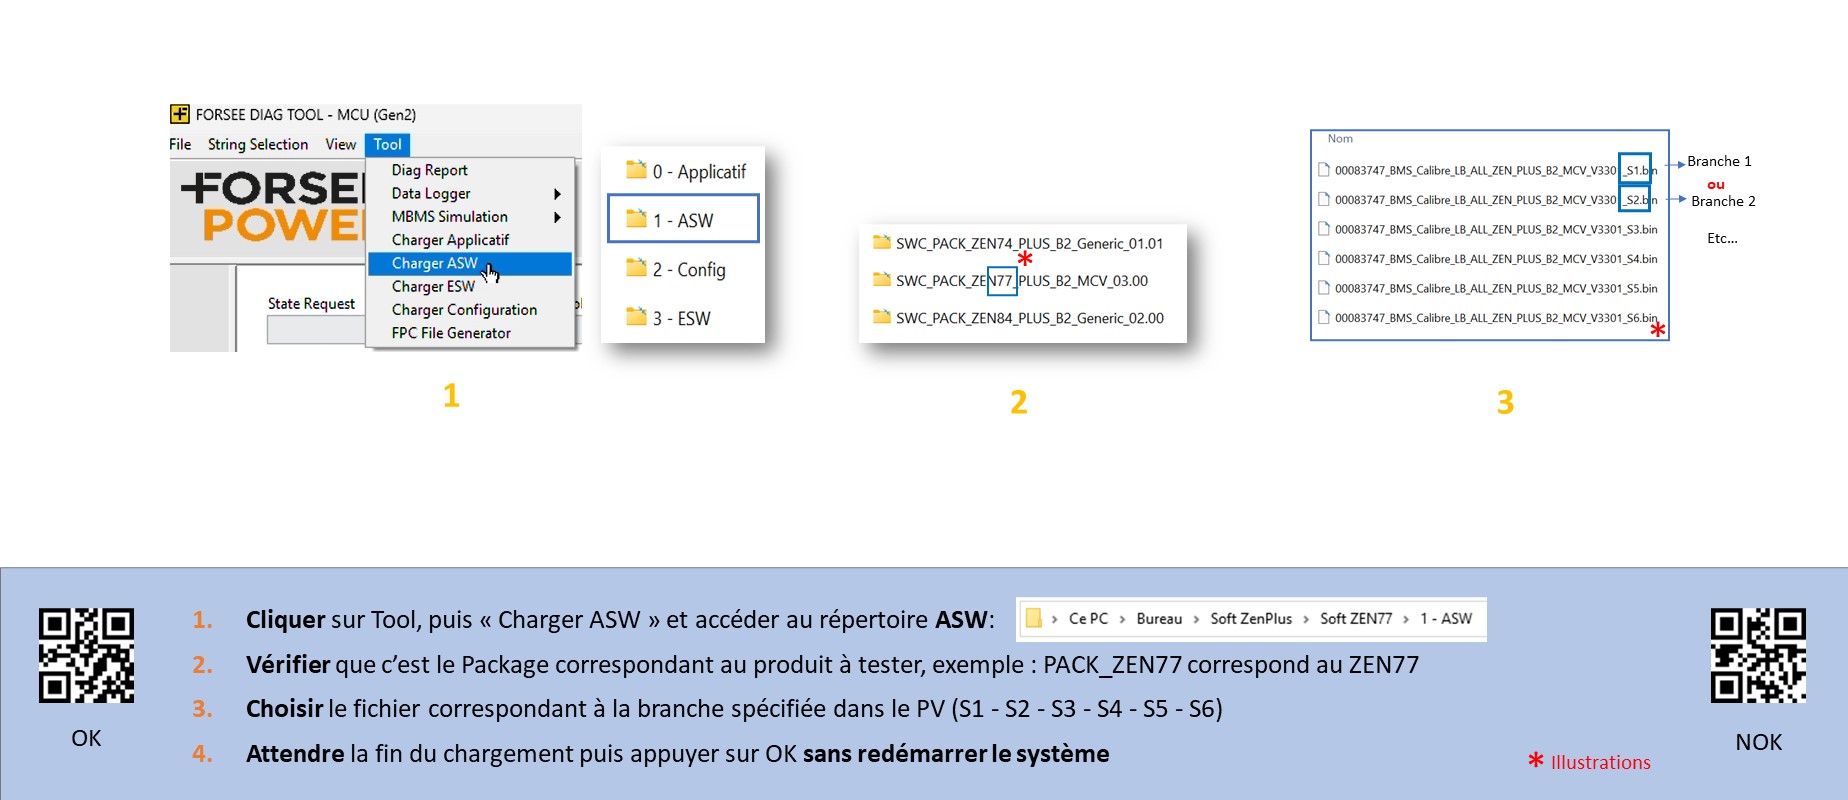 FORSEE DIAG TOOL - MCU (Gen2)
File String Selection View Tool
FORSEE
POWER
Diag Report
Data Logger
MBMS Simulation
Charger Applicatif
Charger ASW
Charger ESW
Charger Configuration
FPC File Generator
State Request
0 - Applicatif
1 - ASW
2 - Config
3 - ESW
1
SWC_PACK_ZEN74_PLUS_B2_Generic_01.01
*
SWC_PACK_ZEN77_PLUS_B2_MCV_03.00
SWC_PACK_ZEN84_PLUS_B2_Generic_02.00
2
Nom
00083747_BMS_Calibre_LB_ALL_ZEN_PLUS_B2_MCV_V3301_S1.bin
00083747_BMS_Calibre_LB_ALL_ZEN_PLUS_B2_MCV_V3301_S2.bin
00083747_BMS_Calibre_LB_ALL_ZEN_PLUS_B2_MCV_V3301_S3.bin
00083747_BMS_Calibre_LB_ALL_ZEN_PLUS_B2_MCV_V3301_S4.bin
00083747_BMS_Calibre_LB_ALL_ZEN_PLUS_B2_MCV_V3301_S5.bin
00083747_BMS_Calibre_LB_ALL_ZEN_PLUS_B2_MCV_V3301_S6.bin
*
Branche 1
ou
Branche 2
Etc...
3
1. Cliquer sur Tool, puis « Charger ASW » et accéder au répertoire ASW:
> Ce PC > Bureau > Soft ZenPlus > Soft ZEN77 > 1 - ASW
2. Vérifier que c’est le Package correspondant au produit à tester, exemple : PACK_ZEN77 correspond au ZEN77
3. Choisir le fichier correspondant à la branche spécifiée dans le PV (S1 - S2 - S3 - S4 - S5 - S6)
4. Attendre la fin du chargement puis appuyer sur OK sans redémarrer le système
OK
NOK
* Illustrations